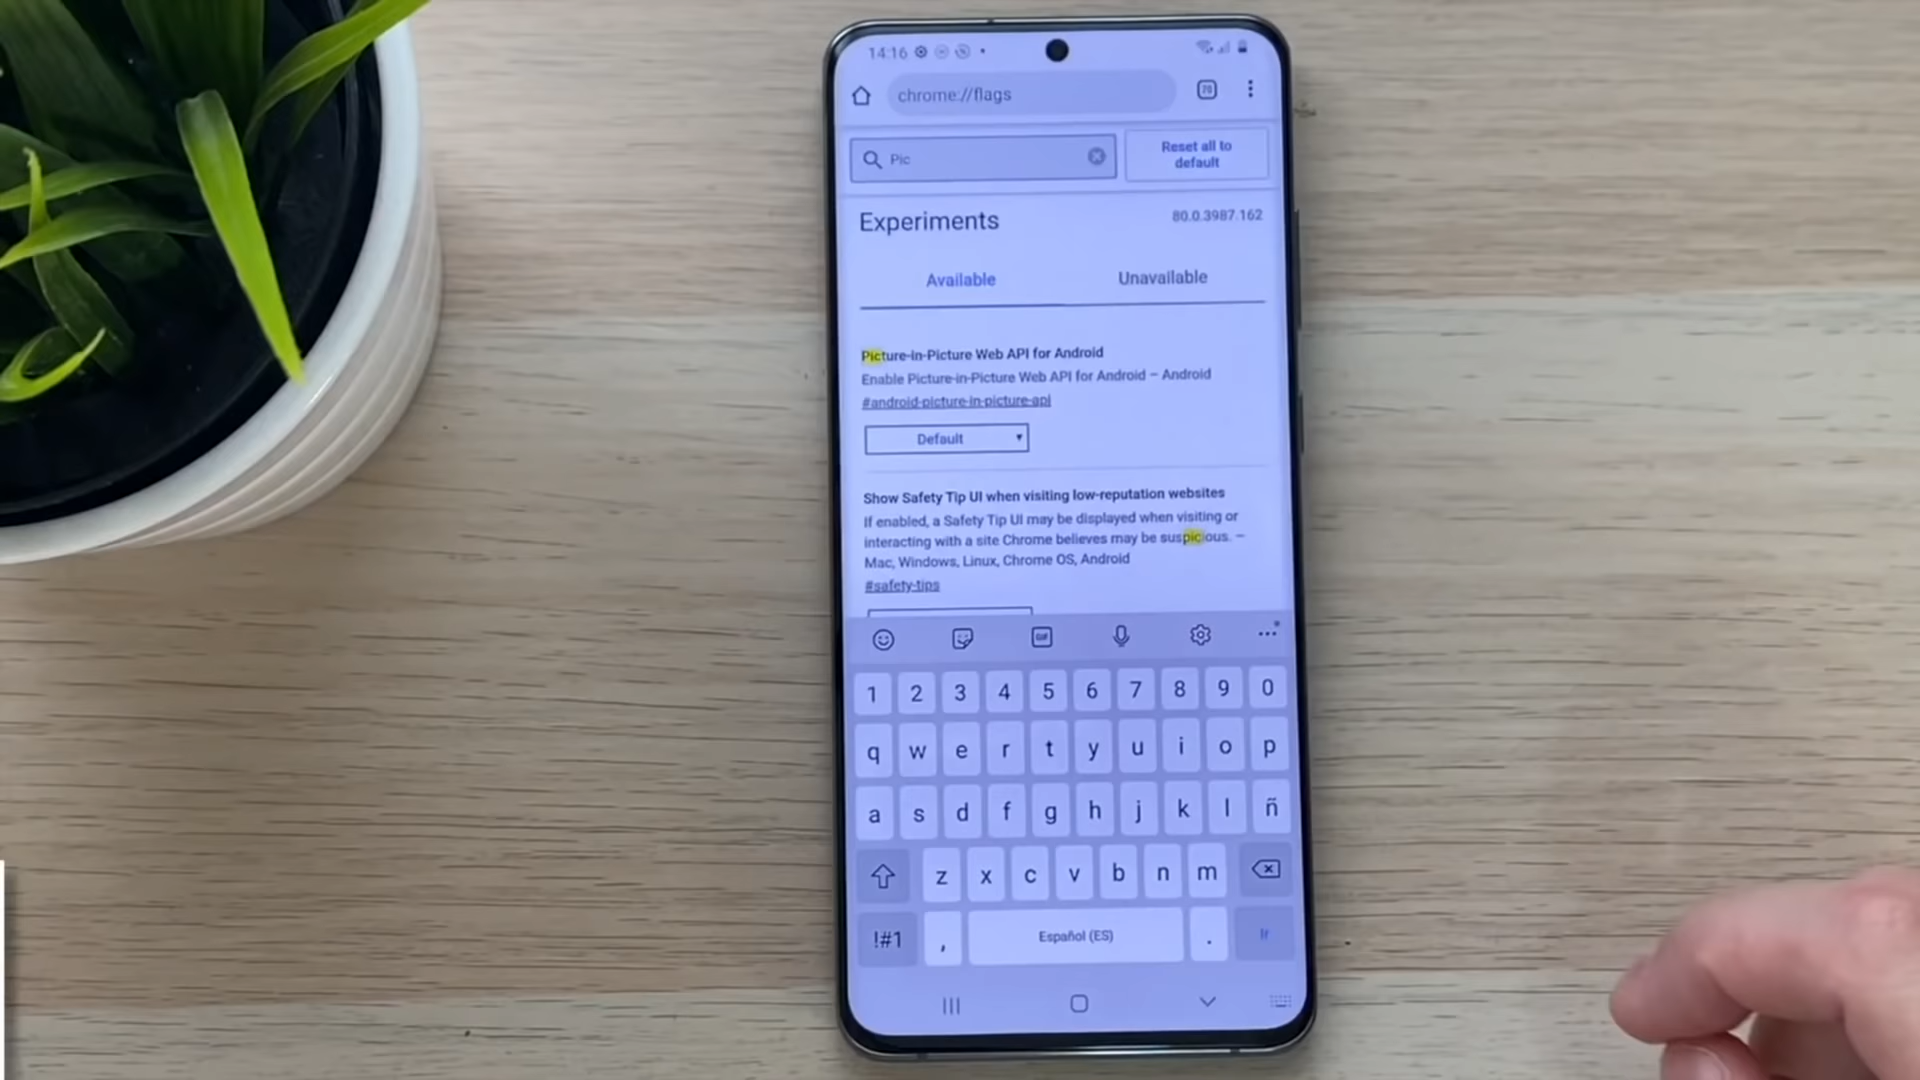 14:16
chrome://flags
Pic
Reset all to
default
Experiments
80.0.3987.162
Available
Unavailable
Picture-in-Picture Web API for Android
Enable Picture-in-Picture Web API for Android – Android
#android-picture-in-picture-api
Default
Show Safety Tip UI when visiting low-reputation websites
If enabled, a Safety Tip UI may be displayed when visiting or
interacting with a site Chrome believes may be suspicious. –
Mac, Windows, Linux, Chrome OS, Android
#safety-tips
GIF
1 2 3 4 5 6 7 8 9 0
q w e r t y u i o p
a s d f g h j k l ñ
z x c v b n m
!#1 , Español (ES) . Ir